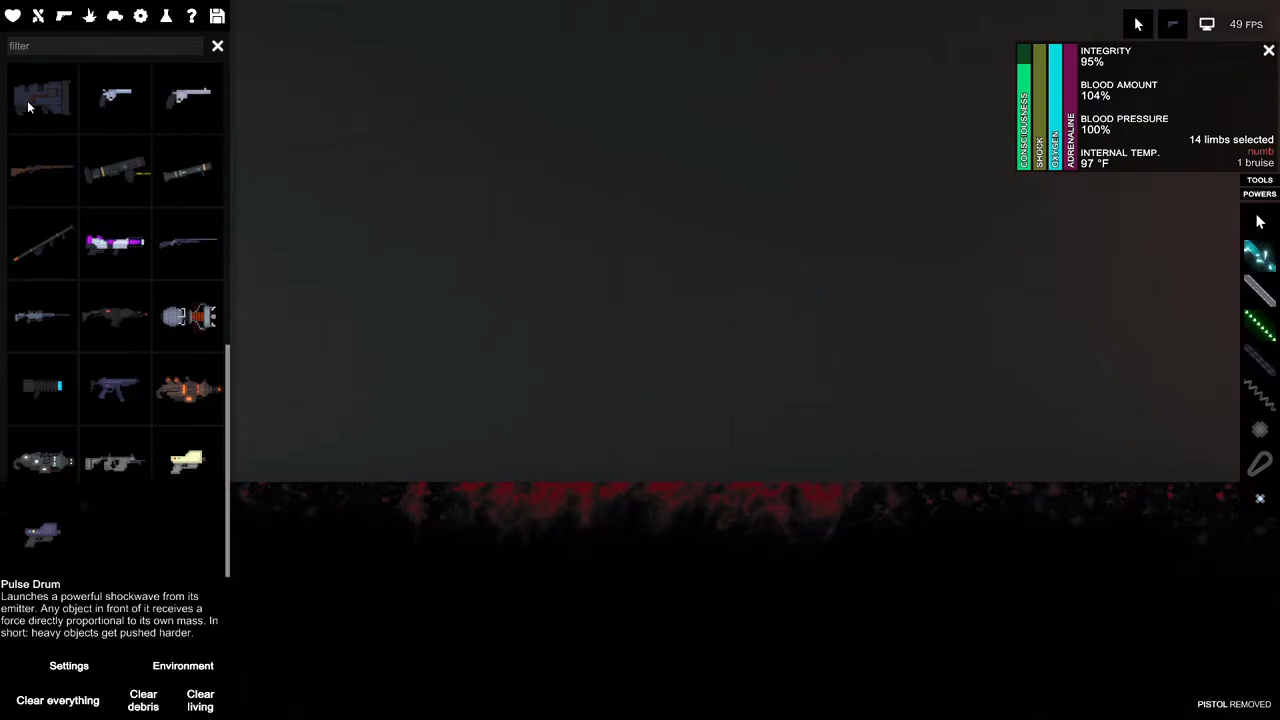 49 FPS
filter
INTEGRITY
95%
BLOOD AMOUNT
104%
BLOOD PRESSURE
100%
INTERNAL TEMP.
97 °F
14 limbs selected
numb
1 bruise
CONSCIOUSNESS
SHOCK
OXYGEN
ADRENALINE
TOOLS
POWERS
Pulse Drum
Launches a powerful shockwave from its
emitter. Any object in front of it receives a
force directly proportional to its own mass. In
short: heavy objects get pushed harder.
Settings
Environment
Clear everything
Clear
debris
Clear
living
PISTOL REMOVED